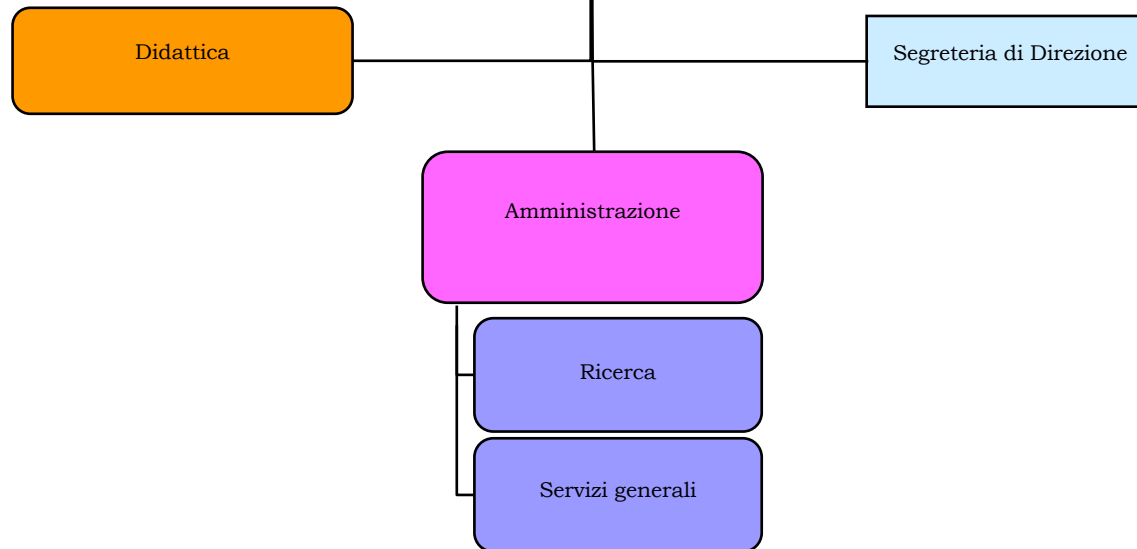 Didattica
Segreteria di Direzione
Amministrazione
Ricerca
Servizi generali